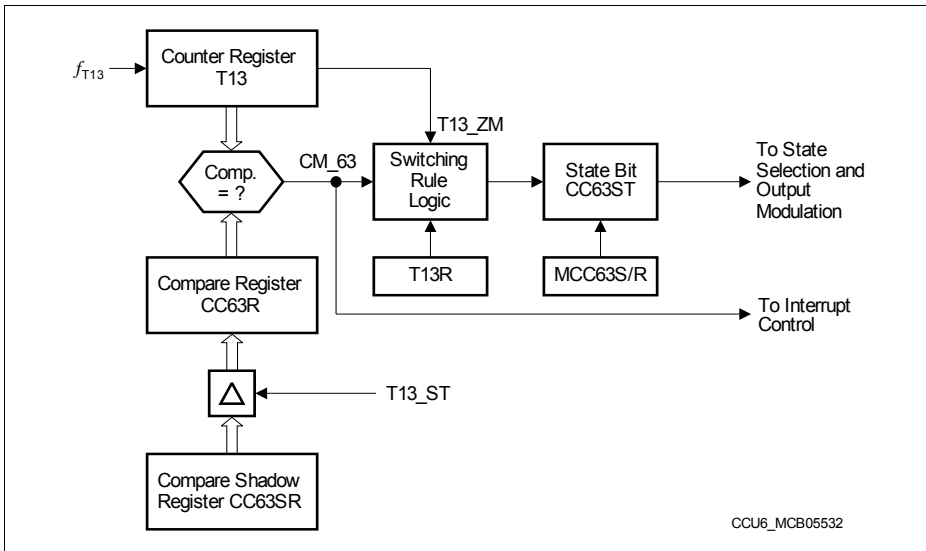 Counter Register
T13
fT13
T13_ZM
Comp.
= ?
CM_63
Switching
Rule
Logic
State Bit
CC63ST
To State
Selection and
Output
Modulation
Compare Register
CC63R
T13R
MCC63S/R
To Interrupt
Control
T13_ST
Compare Shadow
Register CC63SR
CCU6_MCB05532